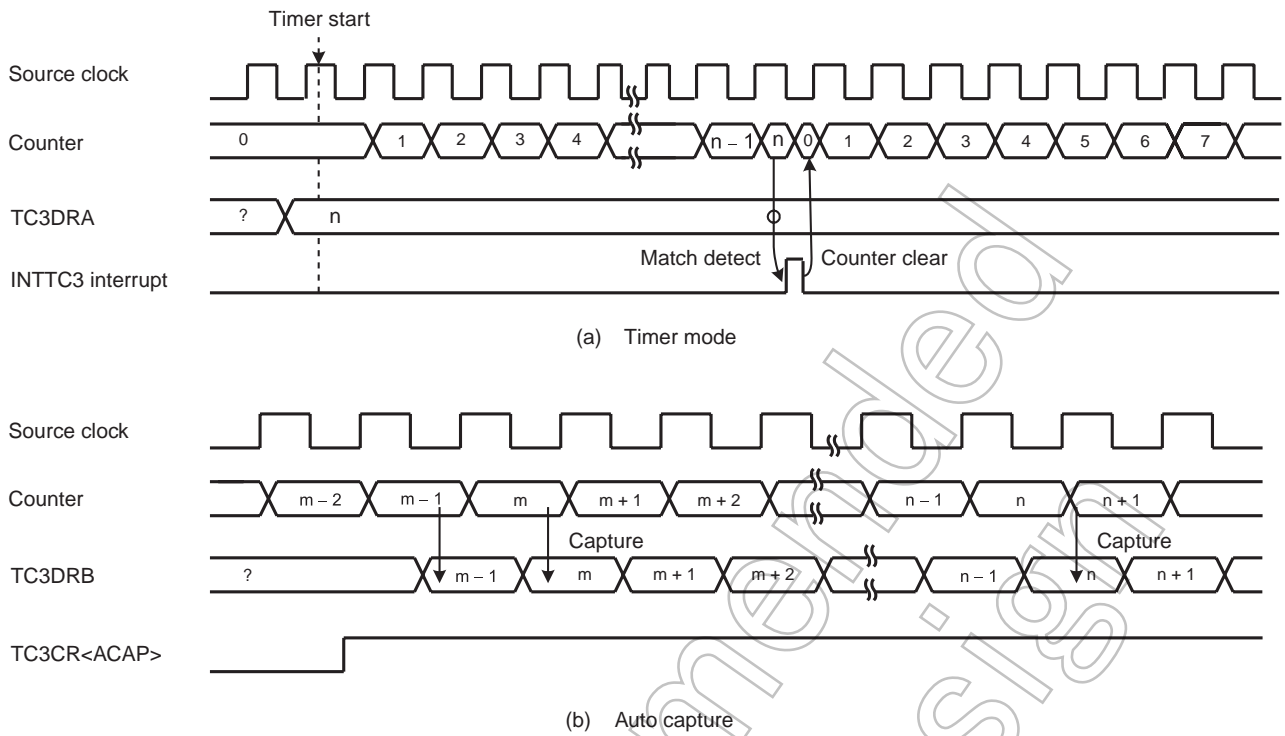 Timer start
Source clock
Counter
0 1 2 3 4 n – 1 n 0 1 2 3 4 5 6 7
TC3DRA
? n
Match detect Counter clear
INTTC3 interrupt
(a) Timer mode
Source clock
Counter
m – 2 m – 1 m m + 1 m + 2 n – 1 n n + 1
Capture Capture
TC3DRB
? m – 1 m m + 1 m + 2 n – 1 n n + 1
TC3CR<ACAP>
(b) Auto capture
mended
sign